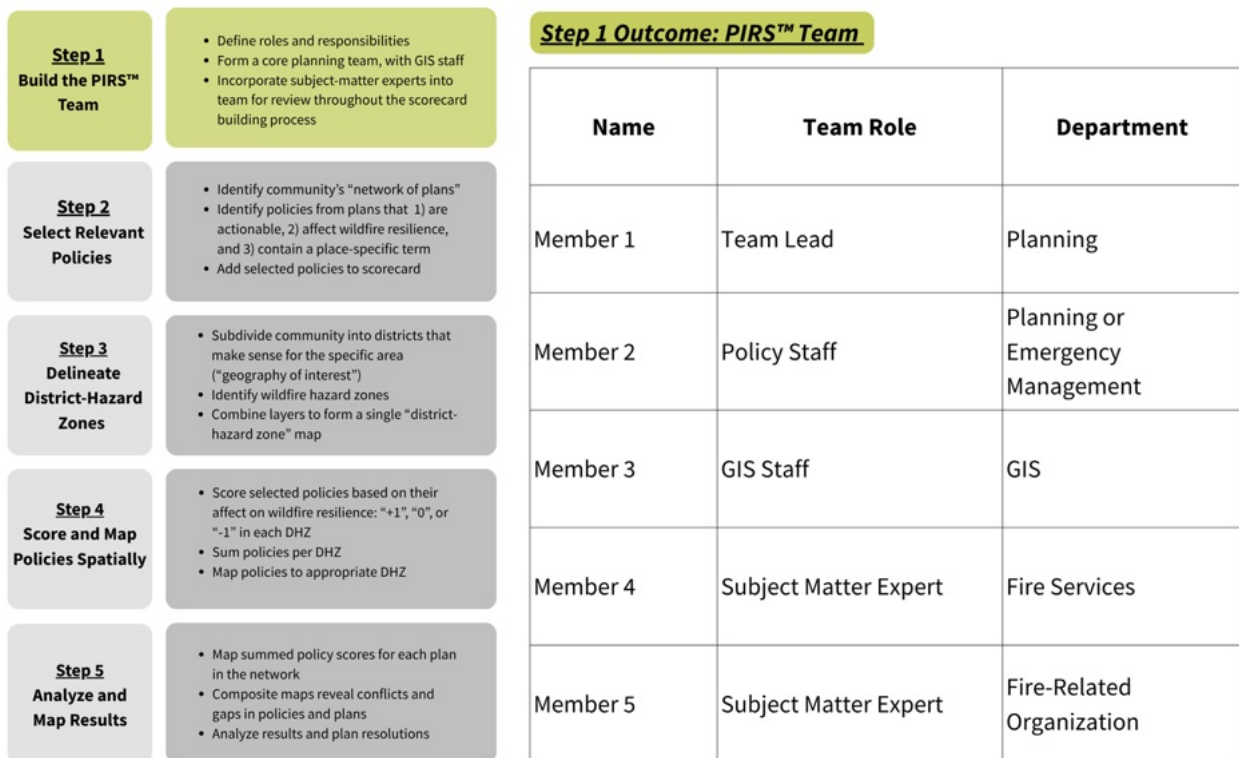 Step 1
Build the PIRS™
Team
• Define roles and responsibilities
• Form a core planning team, with GIS staff
• Incorporate subject-matter experts into
team for review throughout the scorecard
building process
Step 2
Select Relevant
Policies
• Identify community's “network of plans”
• Identify policies from plans that 1) are
actionable, 2) affect wildfire resilience,
and 3) contain a place-specific term
• Add selected policies to scorecard
Step 3
Delineate
District-Hazard
Zones
• Subdivide community into districts that
make sense for the specific area
(“geography of interest”)
• Identify wildfire hazard zones
• Combine layers to form a single “district-
hazard zone” map
Step 4
Score and Map
Policies Spatially
• Score selected policies based on their
affect on wildfire resilience: “+1”, “0”, or
“-1” in each DHZ
• Sum policies per DHZ
• Map policies to appropriate DHZ
Step 5
Analyze and
Map Results
• Map summed policy scores for each plan
in the network
• Composite maps reveal conflicts and
gaps in policies and plans
• Analyze results and plan resolutions
Step 1 Outcome: PIRS™ Team
Name Team Role Department
Member 1 Team Lead Planning
Member 2 Policy Staff Planning or
Emergency
Management
Member 3 GIS Staff GIS
Member 4 Subject Matter Expert Fire Services
Member 5 Subject Matter Expert Fire-Related
Organization